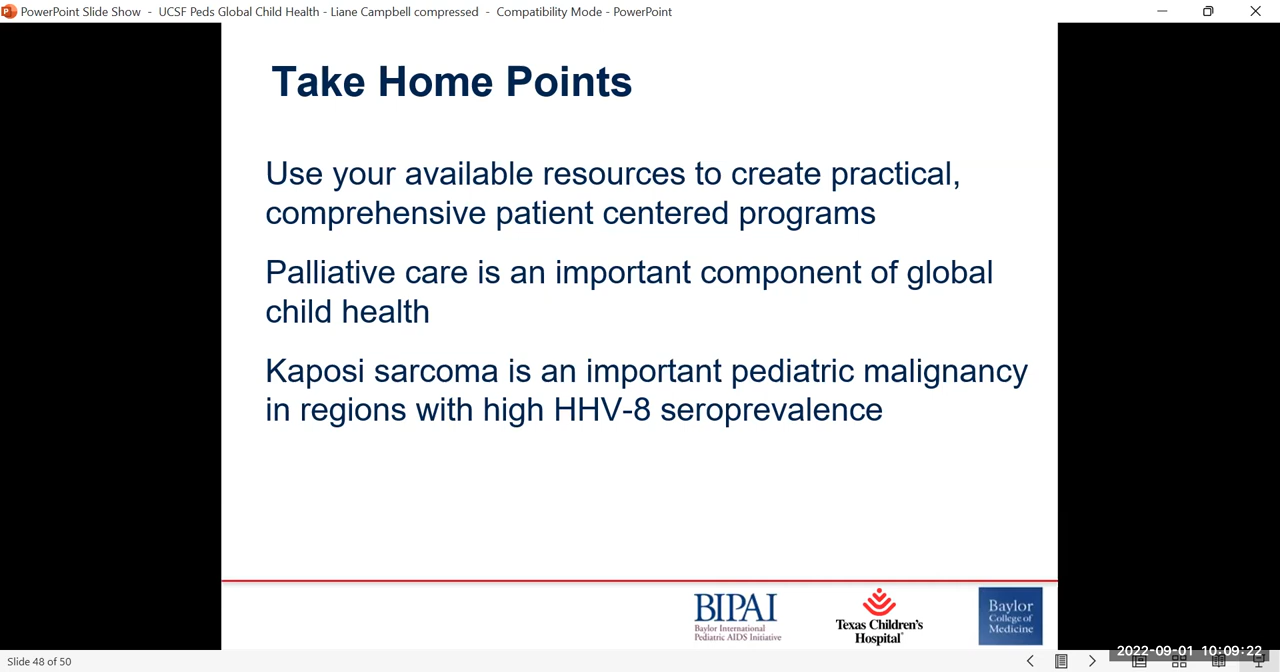 PowerPoint Slide Show - UCSF Peds Global Child Health - Liane Campbell compressed - Compatibility Mode - PowerPoint
Take Home Points
Use your available resources to create practical,
comprehensive patient centered programs
Palliative care is an important component of global
child health
Kaposi sarcoma is an important pediatric malignancy
in regions with high HHV-8 seroprevalence
BIPAI
Baylor International
Pediatric AIDS Initiative
Texas Children's
Hospital
Baylor
College of
Medicine
2022-09-01 10:09:22
Slide 48 of 50